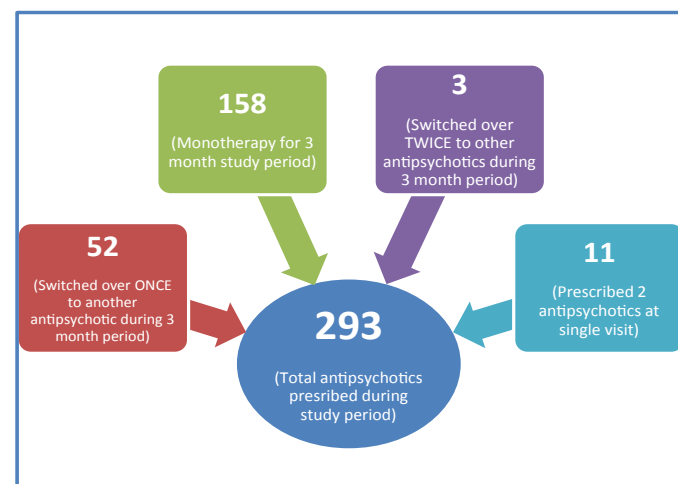 158
(Monotherapy for 3
month study period)
3
(Switched over
TWICE to other
antipsychotics during
3 month period)
52
(Switched over ONCE
to another
antipsychotic during 3
month period)
11
(Prescribed 2
antipsychotics at
single visit)
293
(Total antipsychotics
presribed during
study period)